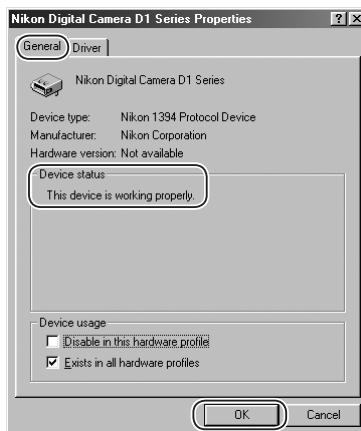 Nikon Digital Camera D1 Series Properties
General Driver
Nikon Digital Camera D1 Series
Device type: Nikon 1394 Protocol Device
Manufacturer: Nikon Corporation
Hardware version: Not available
Device status
This device is working properly.
Device usage
Disable in this hardware profile
Exists in all hardware profiles
OK Cancel